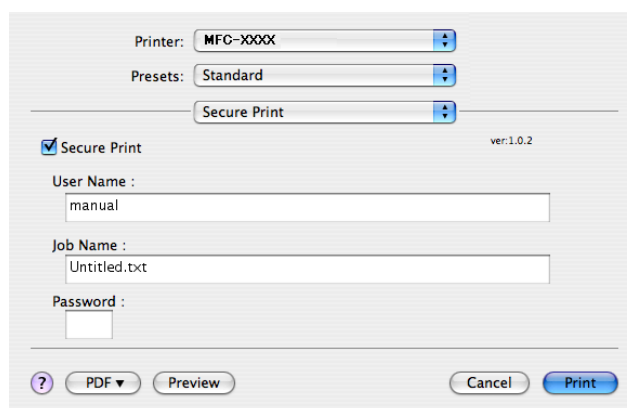 Printer: MFC-XXXX
Presets: Standard
Secure Print
ver:1.0.2
Secure Print
User Name :
manual
Job Name :
Untitled.txt
Password :
? PDF ▼ Preview Cancel Print